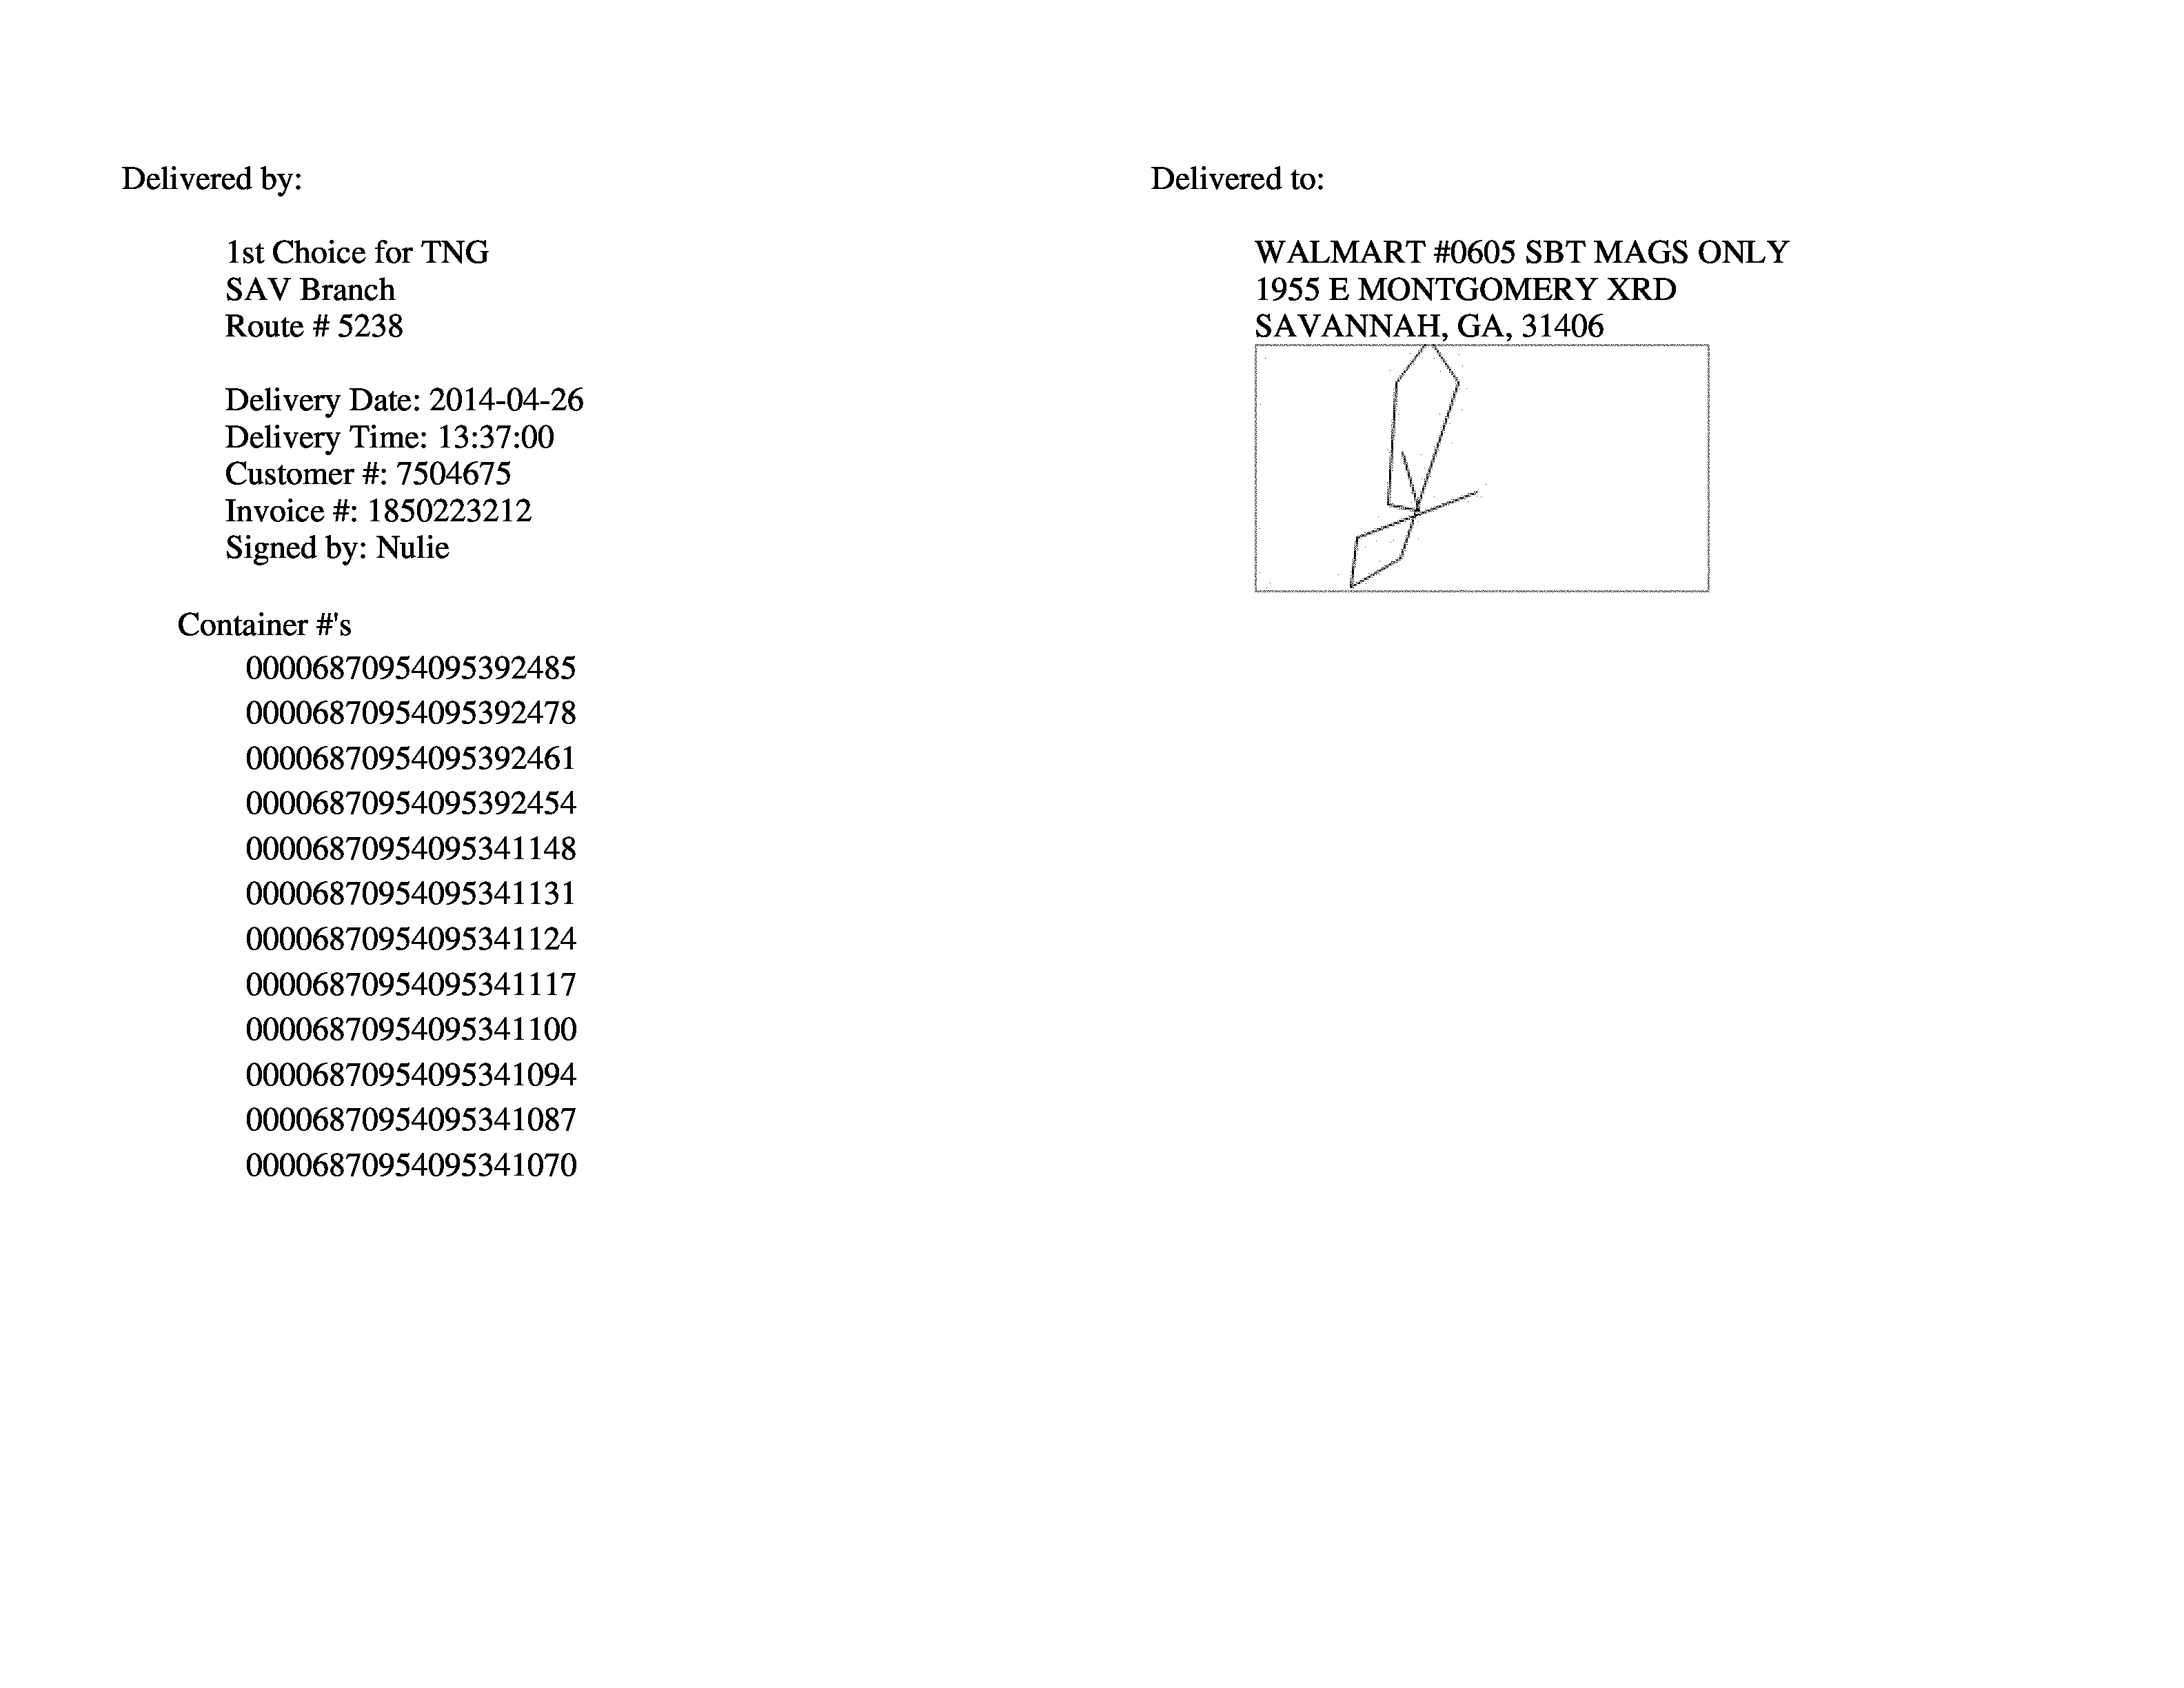 Delivered by:
1st Choice for TNG
SAV Branch
Route # 5238
Delivery Date: 2014-04-26
Delivery Time: 13:37:00
Customer #: 7504675
Invoice #: 1850223212
Signed by: Nulie
Container #'s
00006870954095392485
00006870954095392478
00006870954095392461
00006870954095392454
00006870954095341148
00006870954095341131
00006870954095341124
00006870954095341117
00006870954095341100
00006870954095341094
00006870954095341087
00006870954095341070
Delivered to:
WALMART #0605 SBT MAGS ONLY
1955 E MONTGOMERY XRD
SAVANNAH, GA, 31406